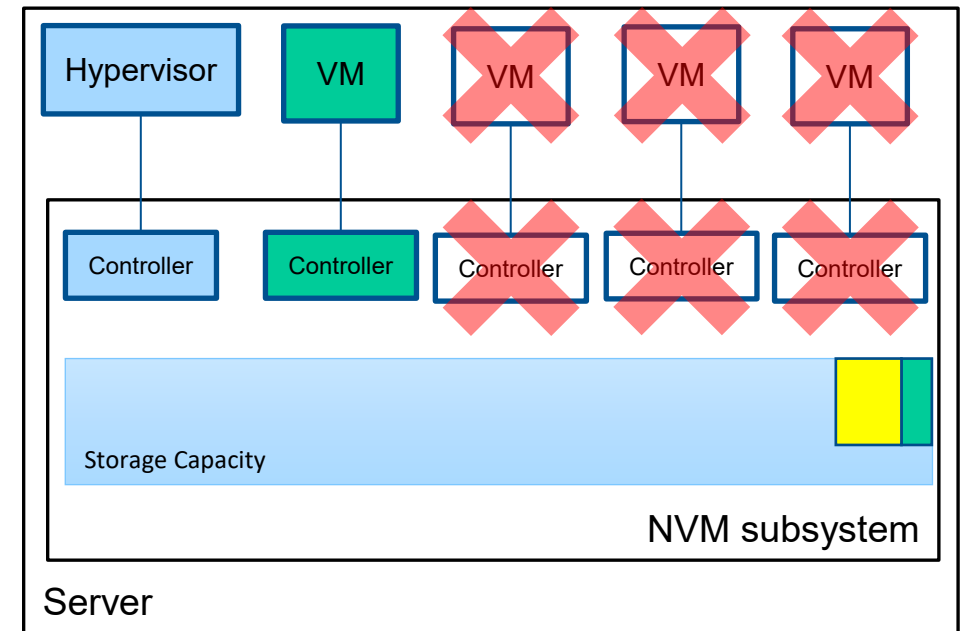 Hypervisor
VM
VM
VM
VM
Controller
Controller
Controller
Controller
Controller
Storage Capacity
NVM subsystem
Server